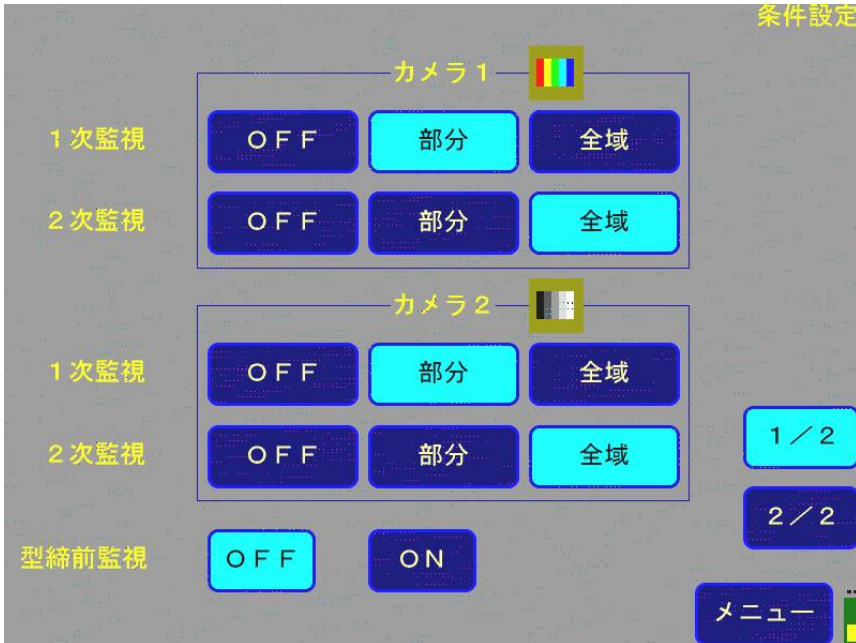 条件設定
カメラ1
1次監視 OFF 部分 全域
2次監視 OFF 部分 全域
カメラ2
1次監視 OFF 部分 全域
2次監視 OFF 部分 全域
1/2
2/2
型締前監視 OFF ON
メニュー